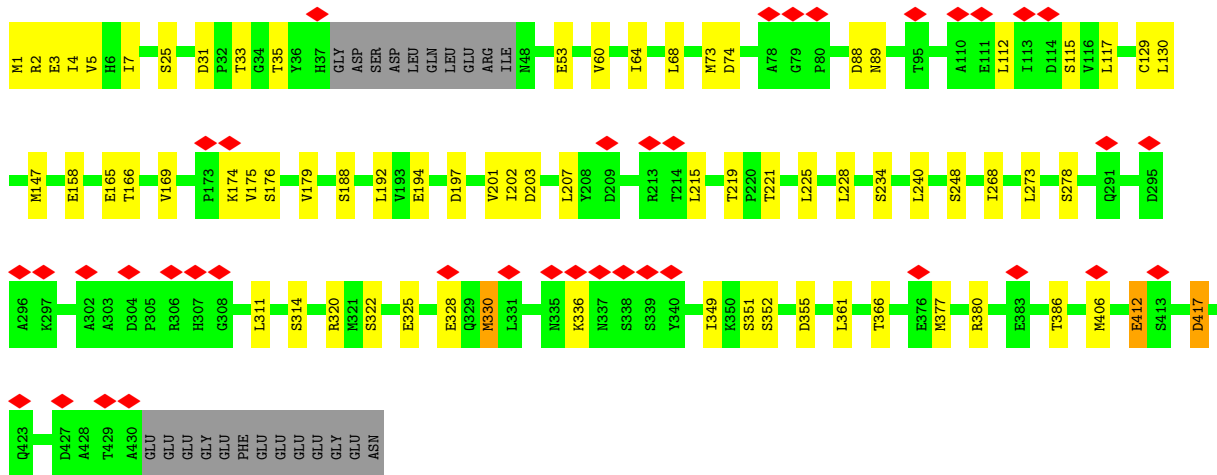 M1 R2 E3 I4 V5 H6 I7 S25 D31 P32 T33 G34 T35 Y36 H37 GLY ASP SER ASP LEU GLN LEU GLU ARG ILE N48 E53 V60 I64 L68 M73 D74 A78 G79 P80 D88 N89 T95 A110 E111 L112 I113 D114 S115 V116 L117 C129 L130
M147 E158 E165 T166 V169 P173 K174 V175 S176 V179 S188 L192 V193 E194 D197 V201 I202 D203 L207 Y208 D209 R213 T214 L215 T219 P220 T221 L225 L228 S234 L240 S248 I268 L273 S278 Q291 D295
A296 K297 A302 A303 D304 P305 R306 H307 G308 L311 S314 R320 M321 S322 E325 E328 Q329 M330 L331 N335 K336 N337 S338 S339 Y340 I349 K350 S351 S352 D355 L361 T366 E376 M377 R380 E383 T386 M406 E412 S413 D417
Q423 D427 A428 T429 A430 GLU GLU GLU GLY GLU PHE GLU GLU GLU GLU GLY GLU ASN